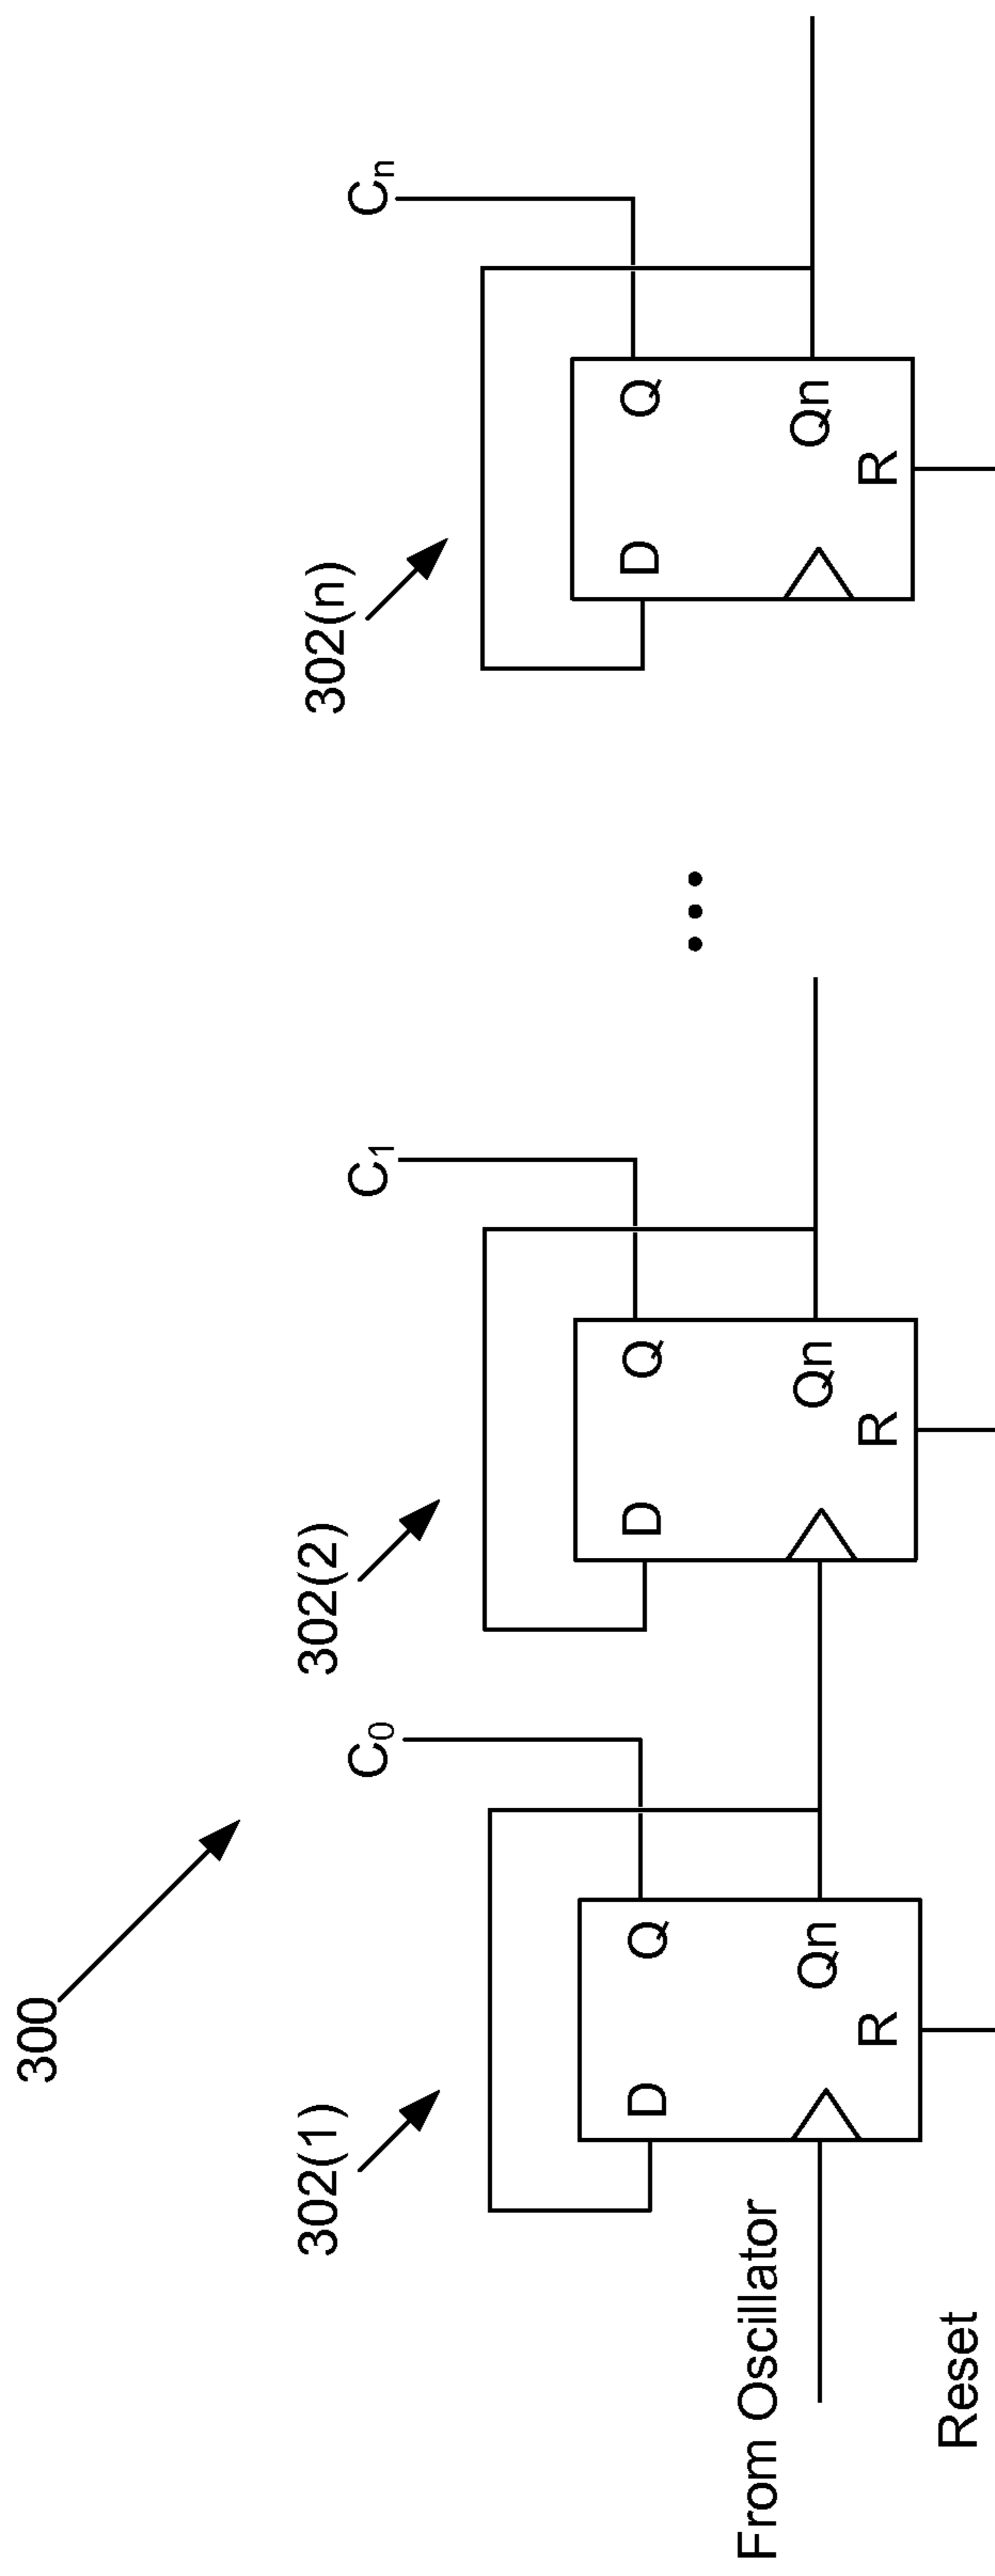 300
302(1)
302(2)
302(n)
C0
C1
Cn
D
Q
Qn
R
D
Q
Qn
R
D
Q
Qn
R
From Oscillator
Reset